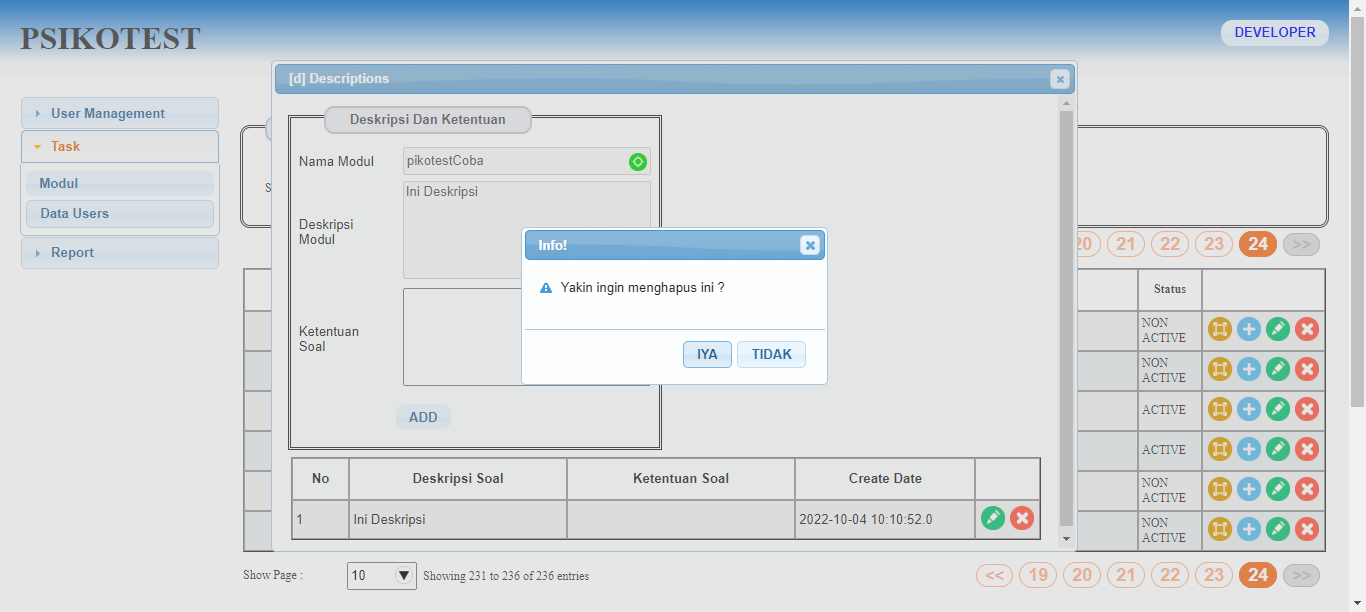 PSIKOTEST
DEVELOPER
[d] Descriptions
User Management
Task
Modul
Data Users
Report
Deskripsi Dan Ketentuan
Nama Modul
pikotestCoba
Deskripsi
Modul
Ini Deskripsi
Ketentuan
Soal
ADD
Info!
Yakin ingin menghapus ini ?
IYA TIDAK
S
20 21 22 23 24 >>
Status
NON
ACTIVE
NON
ACTIVE
ACTIVE
ACTIVE
NON
ACTIVE
NON
ACTIVE
No Deskripsi Soal Ketentuan Soal Create Date
1 Ini Deskripsi 2022-10-04 10:10:52.0
Show Page : 10 Showing 231 to 236 of 236 entries
<< 19 20 21 22 23 24 >>